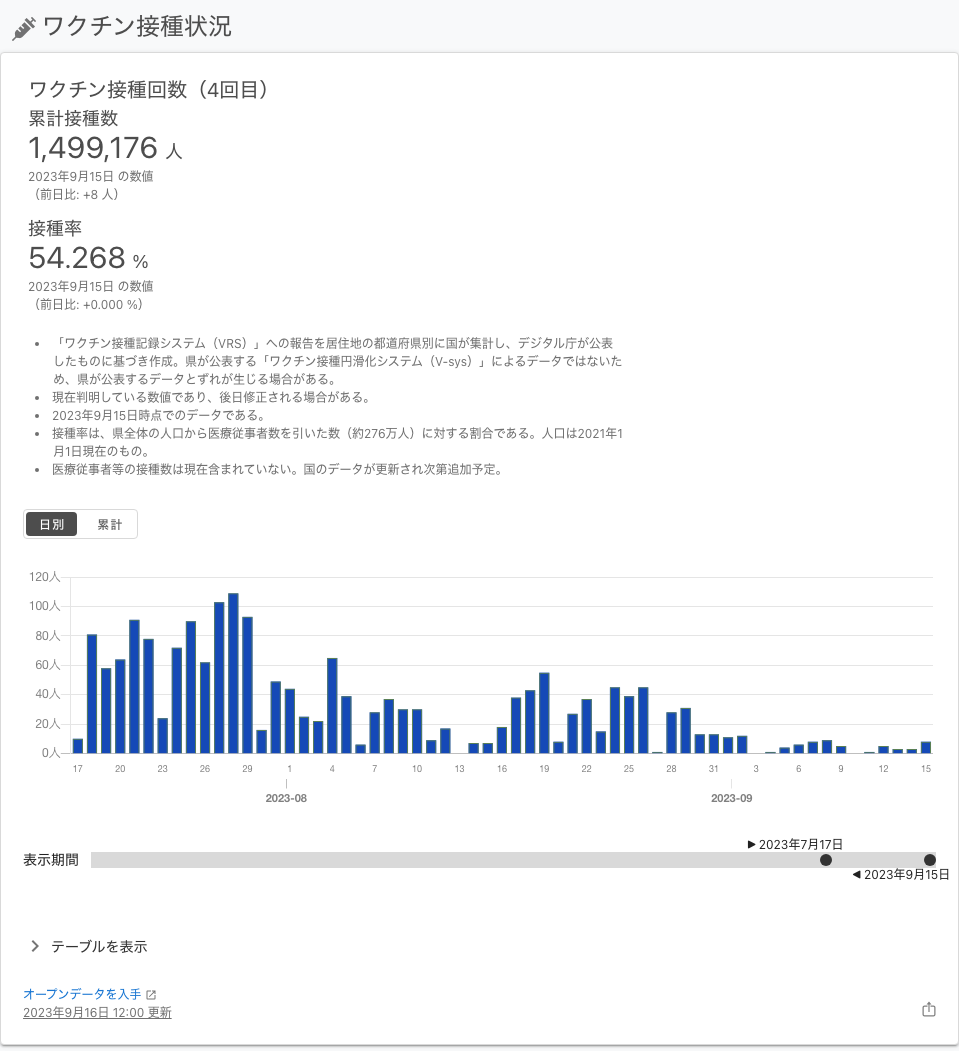 ワクチン接種状況
ワクチン接種回数（4回目）
累計接種数
1,499,176 人
2023年9月15日 の数値
（前日比: +8 人）
接種率
54.268 %
2023年9月15日 の数値
（前日比: +0.000 %）
• 「ワクチン接種記録システム（VRS）」への報告を居住地の都道府県別に国が集計し、デジタル庁が公表
したものに基づき作成。県が公表する「ワクチン接種円滑化システム（V-sys）」によるデータではないた
め、県が公表するデータとずれが生じる場合がある。
• 現在判明している数値であり、後日修正される場合がある。
• 2023年9月15日時点でのデータである。
• 接種率は、県全体の人口から医療従事者数を引いた数（約276万人）に対する割合である。人口は2021年1
月1日現在のもの。
• 医療従事者等の接種数は現在含まれていない。国のデータが更新され次第追加予定。
日別 累計
120人
100人
80人
60人
40人
20人
0人
17 20 23 26 29 1 4 7 10 13 16 19 22 25 28 31 3 6 9 12 15
2023-08 2023-09
▶ 2023年7月17日
表示期間
◀ 2023年9月15日
テーブルを表示
オープンデータを入手
2023年9月16日 12:00 更新